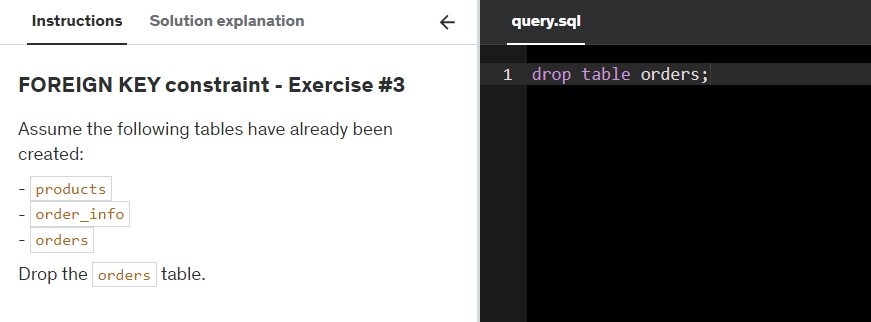 Instructions Solution explanation
query.sql
FOREIGN KEY constraint - Exercise #3
Assume the following tables have already been
created:
- products
- order_info
- orders
Drop the orders table.
1 drop table orders;